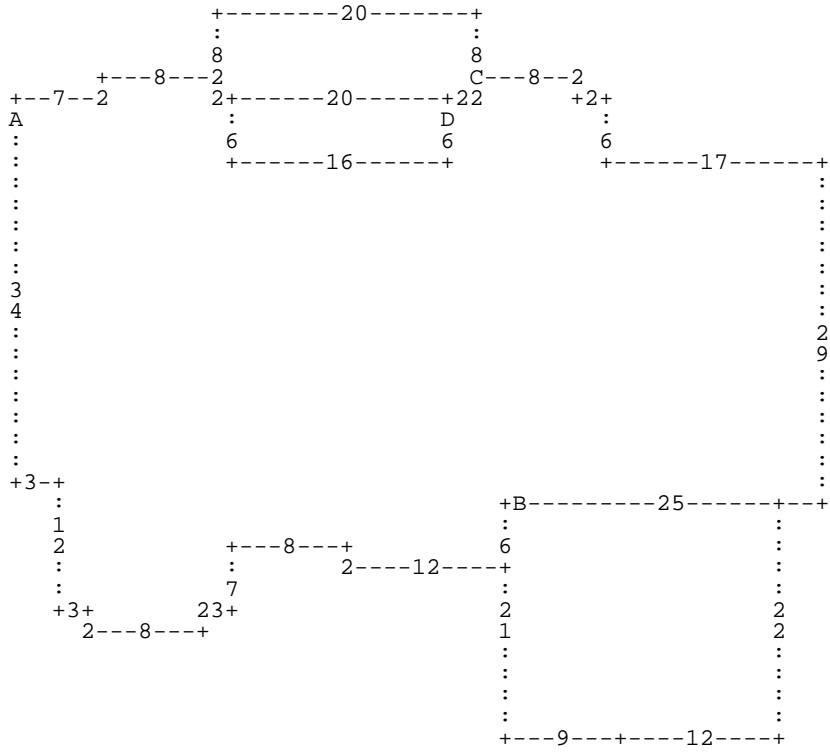 +--------20-------+
              :                 :
              8                 8
      +---8---2                 C---8--2
+--7--2       2+------20------+22      +2+
A              :              D          :
:              6              6          6
:              +------16------+          +------17------+
:                                                       :
:                                                       :
:                                                       :
:                                                       :
:                                                       :
3                                                       :
4                                                       :
:                                                       2
:                                                       9
:                                                       :
:                                                       :
:                                                       :
:                                                       :
:                                                       :
+3-+                                                    :
   :                              +B---------25------+--+
   1                              :                  :
   2           +---8---+          6                  :
   :           :       2----12----+                  :
   :           7                  :                  :
   +3+       23+                  2                  2
     2---8---+                    1                  2
                                  :                  :
                                  :                  :
                                  :                  :
                                  :                  :
                                  +---9---+----12----+